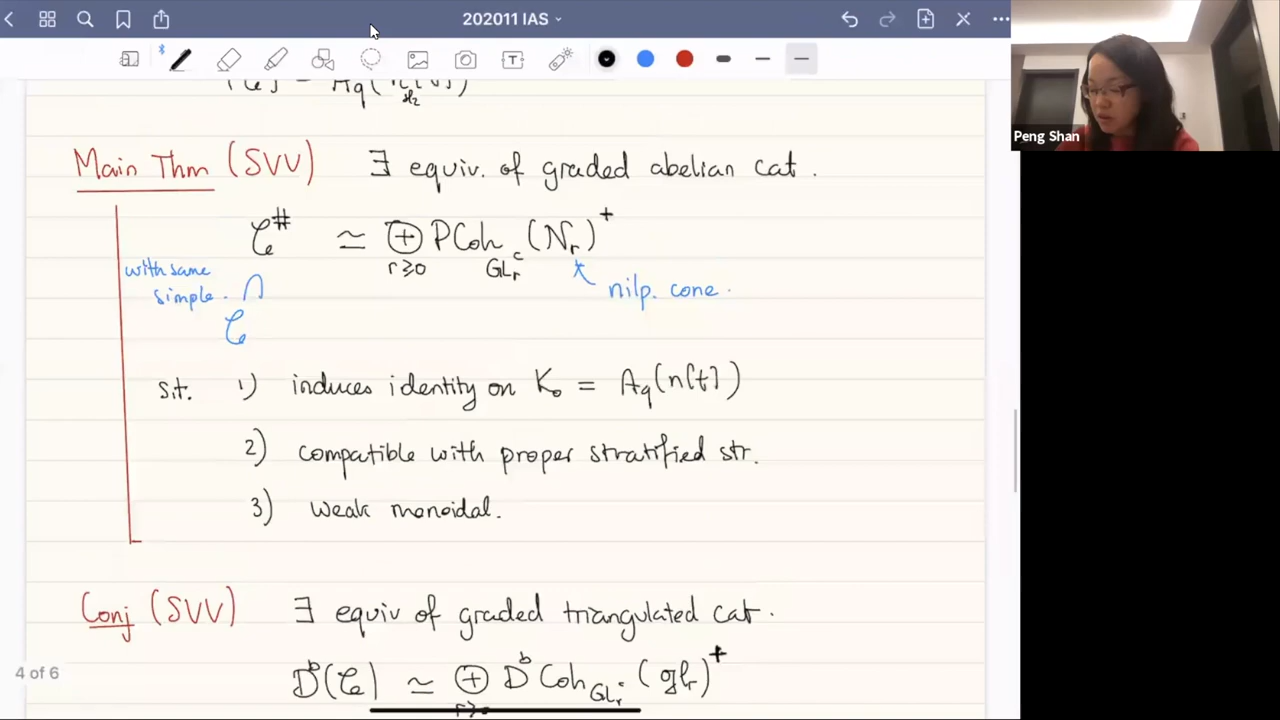 202011 IAS
Peng Shan
Main Thm (SVV) ∃ equiv. of graded abelian cat.
𝒞^# ≃ ⊕_{r≥0} PCoh_{GL_r^c} (N_r)^+
with same
simple.
∩
𝒞
nilp. cone.
s.t. 1) induces identity on K_0 = A_q(n[t])
2) compatible with proper stratified str.
3) weak monoidal.
Conj (SVV) ∃ equiv of graded triangulated cat.
D^b(𝒞) ≃ ⊕ D^b Coh (gl_r)^+
4 of 6